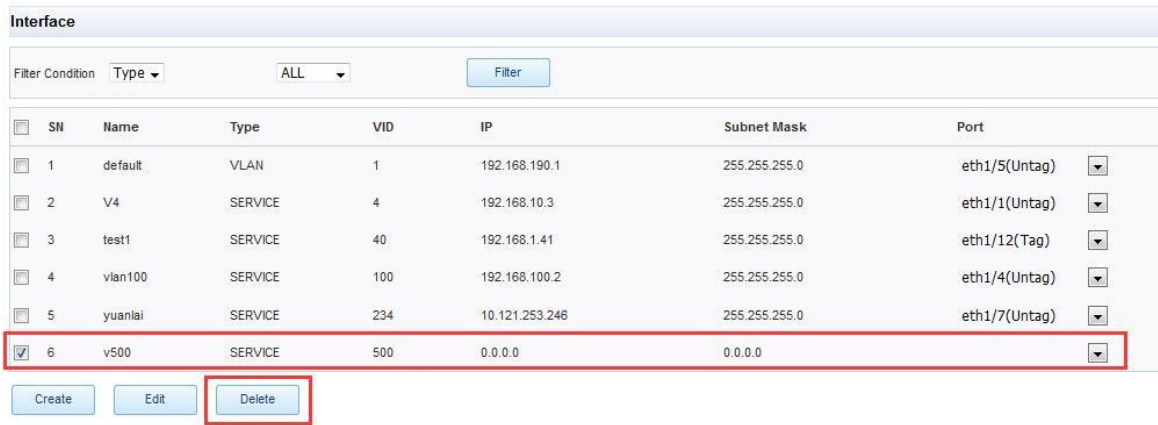 Interface
Filter Condition Type ALL Filter
SN Name Type VID IP Subnet Mask Port
1 default VLAN 1 192.168.190.1 255.255.255.0 eth1/5(Untag)
2 V4 SERVICE 4 192.168.10.3 255.255.255.0 eth1/1(Untag)
3 test1 SERVICE 40 192.168.1.41 255.255.255.0 eth1/12(Tag)
4 vlan100 SERVICE 100 192.168.100.2 255.255.255.0 eth1/4(Untag)
5 yuanlai SERVICE 234 10.121.253.246 255.255.255.0 eth1/7(Untag)
6 v500 SERVICE 500 0.0.0.0 0.0.0.0
Create Edit Delete